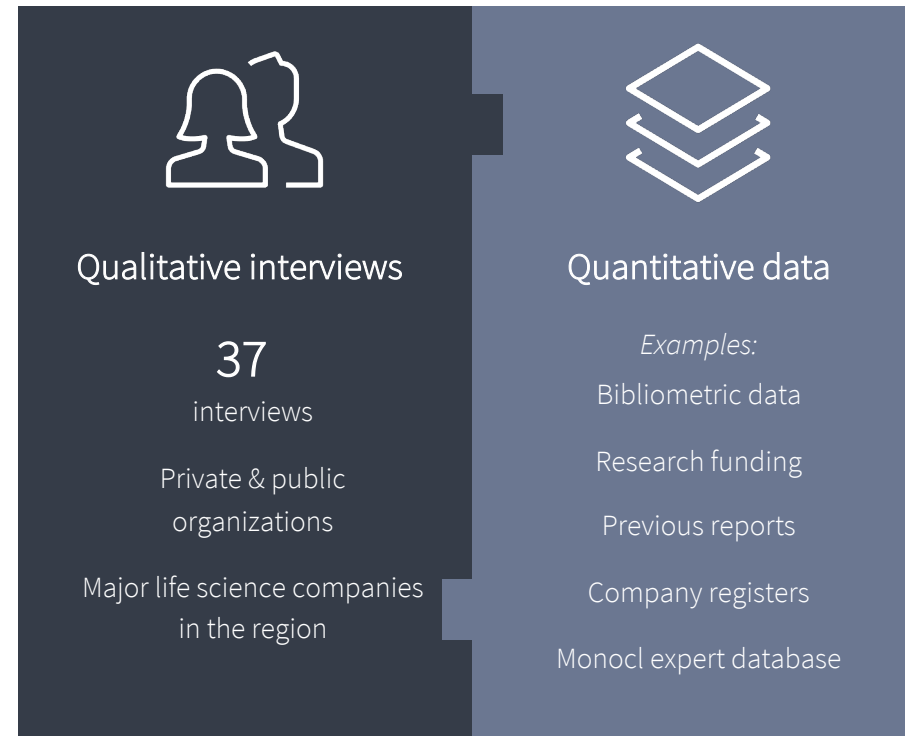 Qualitative interviews
37
interviews
Private & public
organizations
Major life science companies
in the region
Quantitative data
Examples:
Bibliometric data
Research funding
Previous reports
Company registers
Monocl expert database